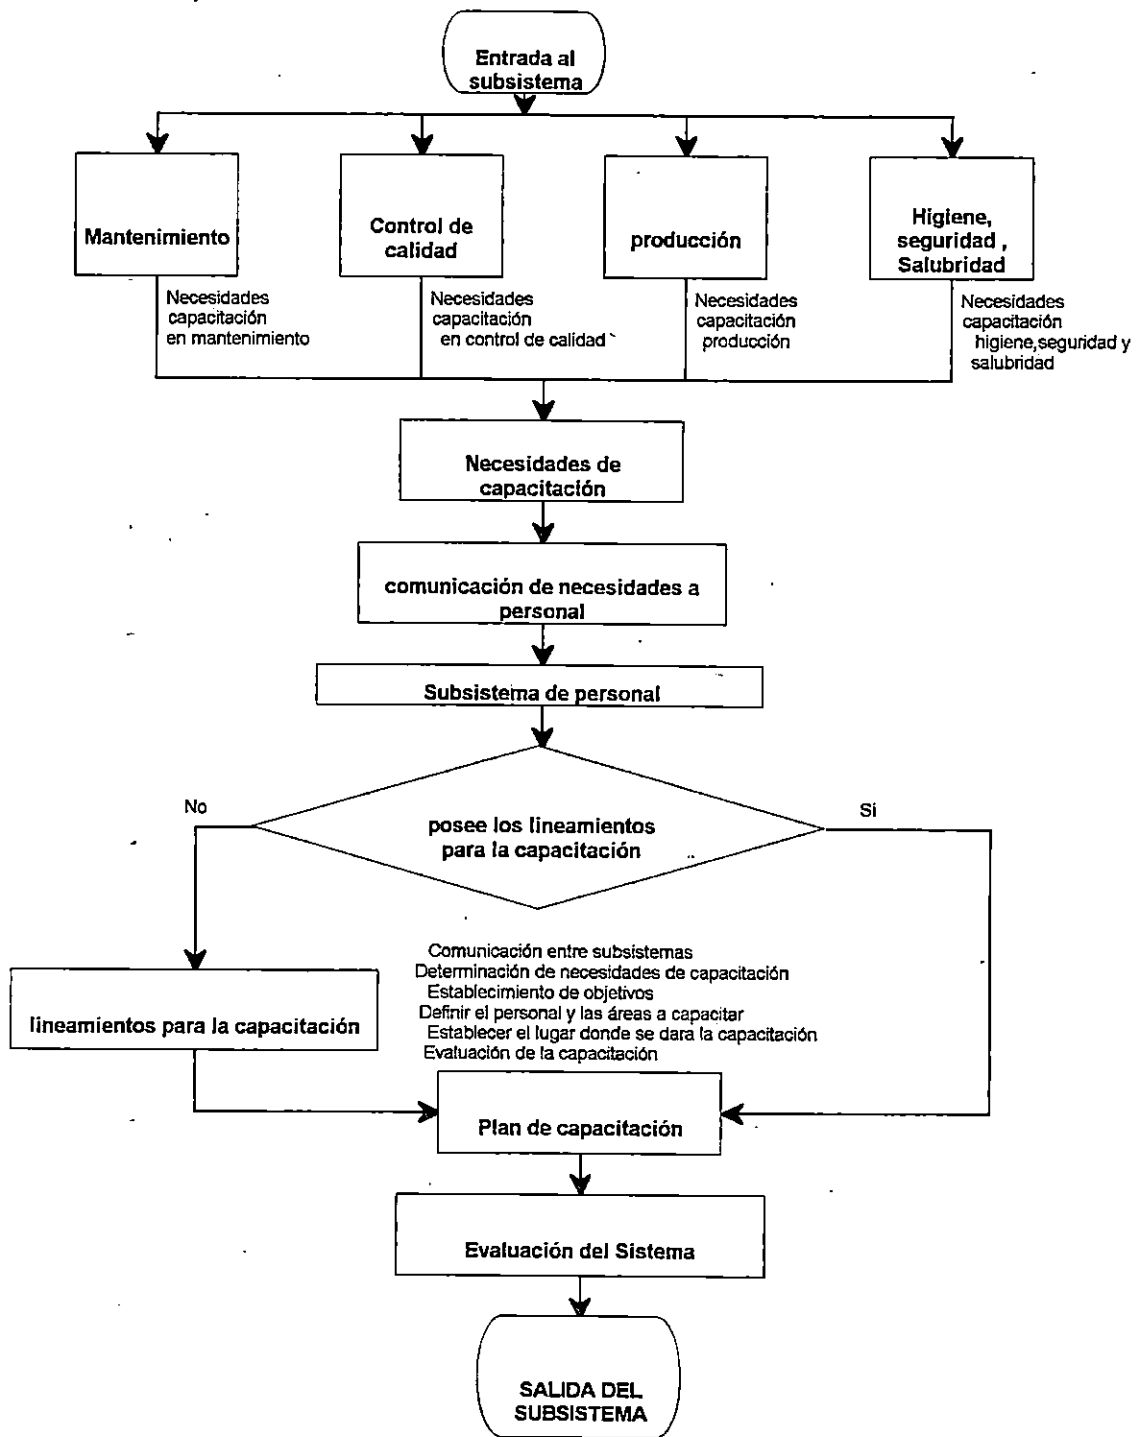 Entrada al
subsistema
Mantenimiento
Control de
calidad
producción
Higiene,
seguridad ,
Salubridad
Necesidades
capacitación
en mantenimiento
Necesidades
capacitación
en control de calidad
Necesidades
capacitación
producción
Necesidades
capacitación
higiene,seguridad y
salubridad
Necesidades de
capacitación
comunicación de necesidades a
personal
Subsistema de personal
posee los lineamientos
para la capacitación
No
Si
lineamientos para la capacitación
Comunicación entre subsistemas
Determinación de necesidades de capacitación
Establecimiento de objetivos
Definir el personal y las áreas a capacitar
Establecer el lugar donde se dara la capacitación
Evaluación de la capacitación
Plan de capacitación
Evaluación del Sistema
SALIDA DEL
SUBSISTEMA